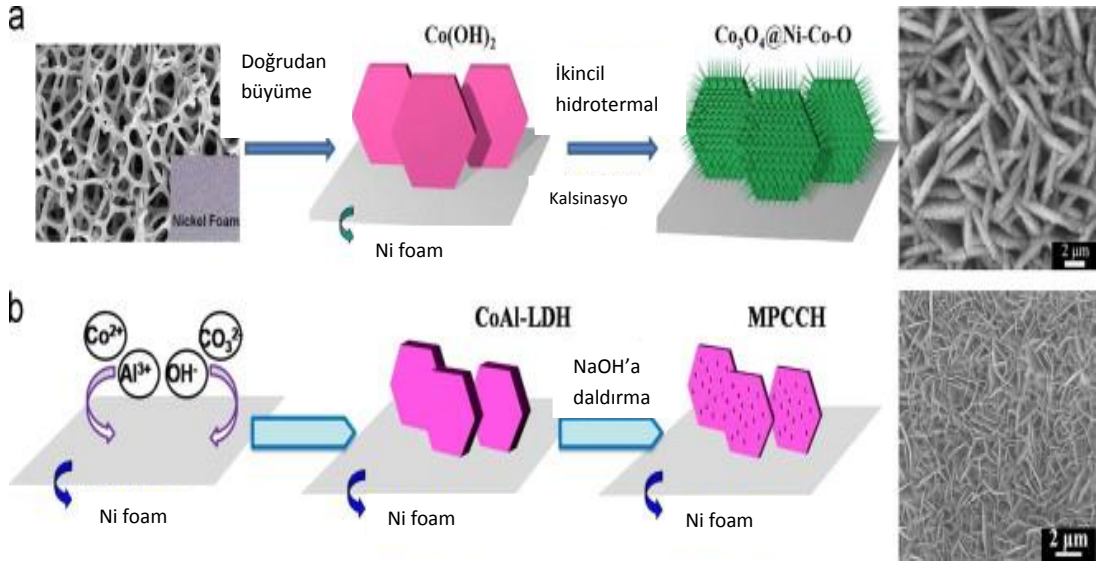 a
Nickel Foam
Doğrudan
büyüme
Co(OH)₂
Ni foam
İkincil
hidrotermal
Kalsinasyo
Co₃O₄@Ni-Co-O
2 μm
b
Co²⁺
Al³⁺
OH⁻
CO₃²⁻
Ni foam
CoAl-LDH
Ni foam
NaOH’a
daldırma
MPCCH
Ni foam
2 μm